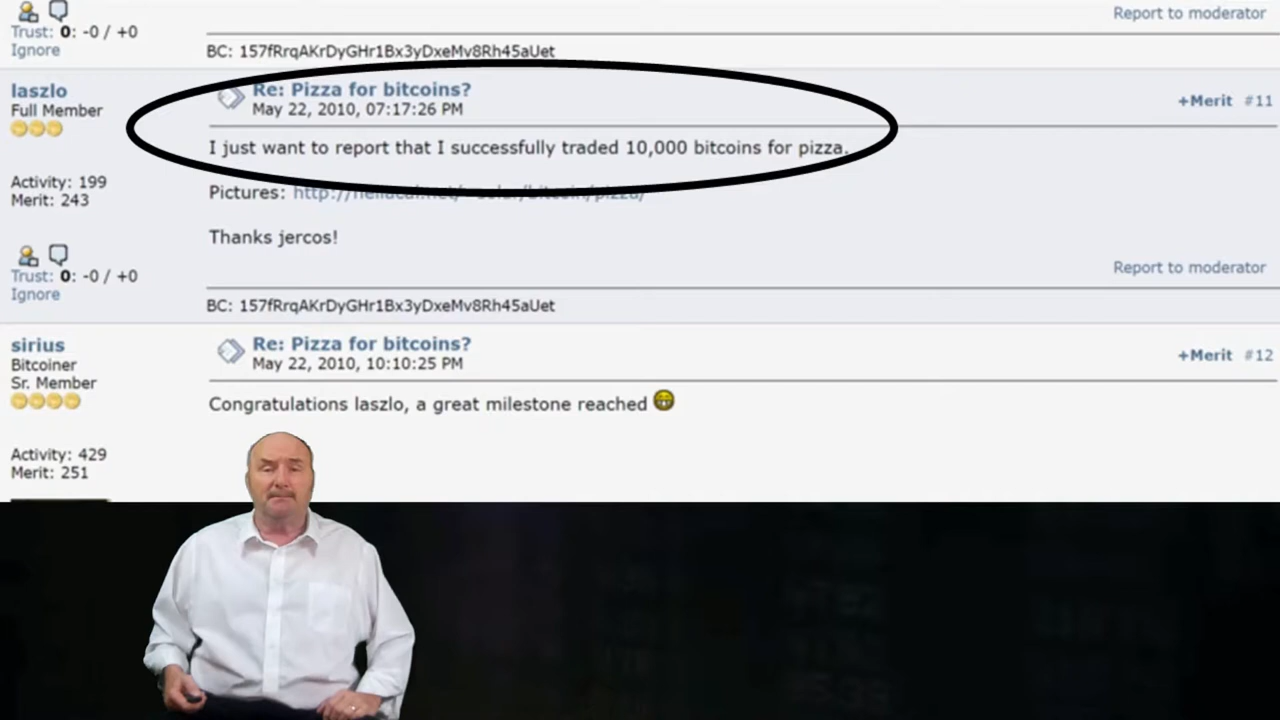 Report to moderator
Trust: 0: -0 / +0
Ignore
BC: 157fRrqAKrDyGHr1Bx3yDxeMv8Rh45aUet
laszlo
Full Member
Re: Pizza for bitcoins?
May 22, 2010, 07:17:26 PM
+Merit #11
I just want to report that I successfully traded 10,000 bitcoins for pizza.
Activity: 199
Merit: 243
Pictures:
Thanks jercos!
Trust: 0: -0 / +0
Ignore
Report to moderator
BC: 157fRrqAKrDyGHr1Bx3yDxeMv8Rh45aUet
sirius
Bitcoiner
Sr. Member
Re: Pizza for bitcoins?
May 22, 2010, 10:10:25 PM
+Merit #12
Congratulations laszlo, a great milestone reached
Activity: 429
Merit: 251